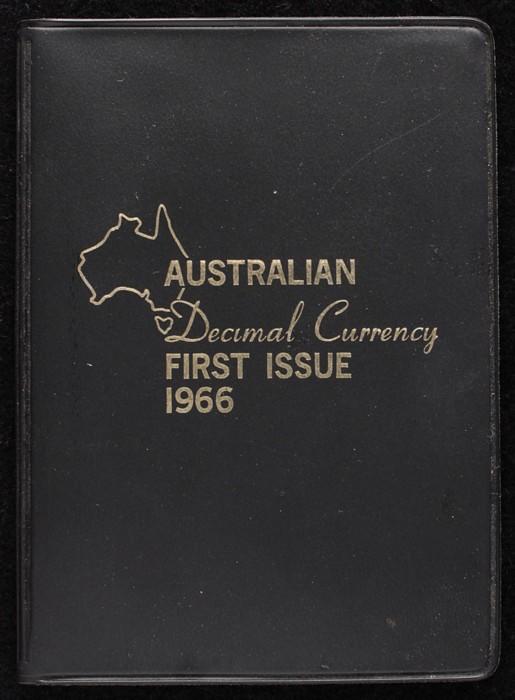 AUSTRALIAN
Decimal Currency
FIRST ISSUE
1966